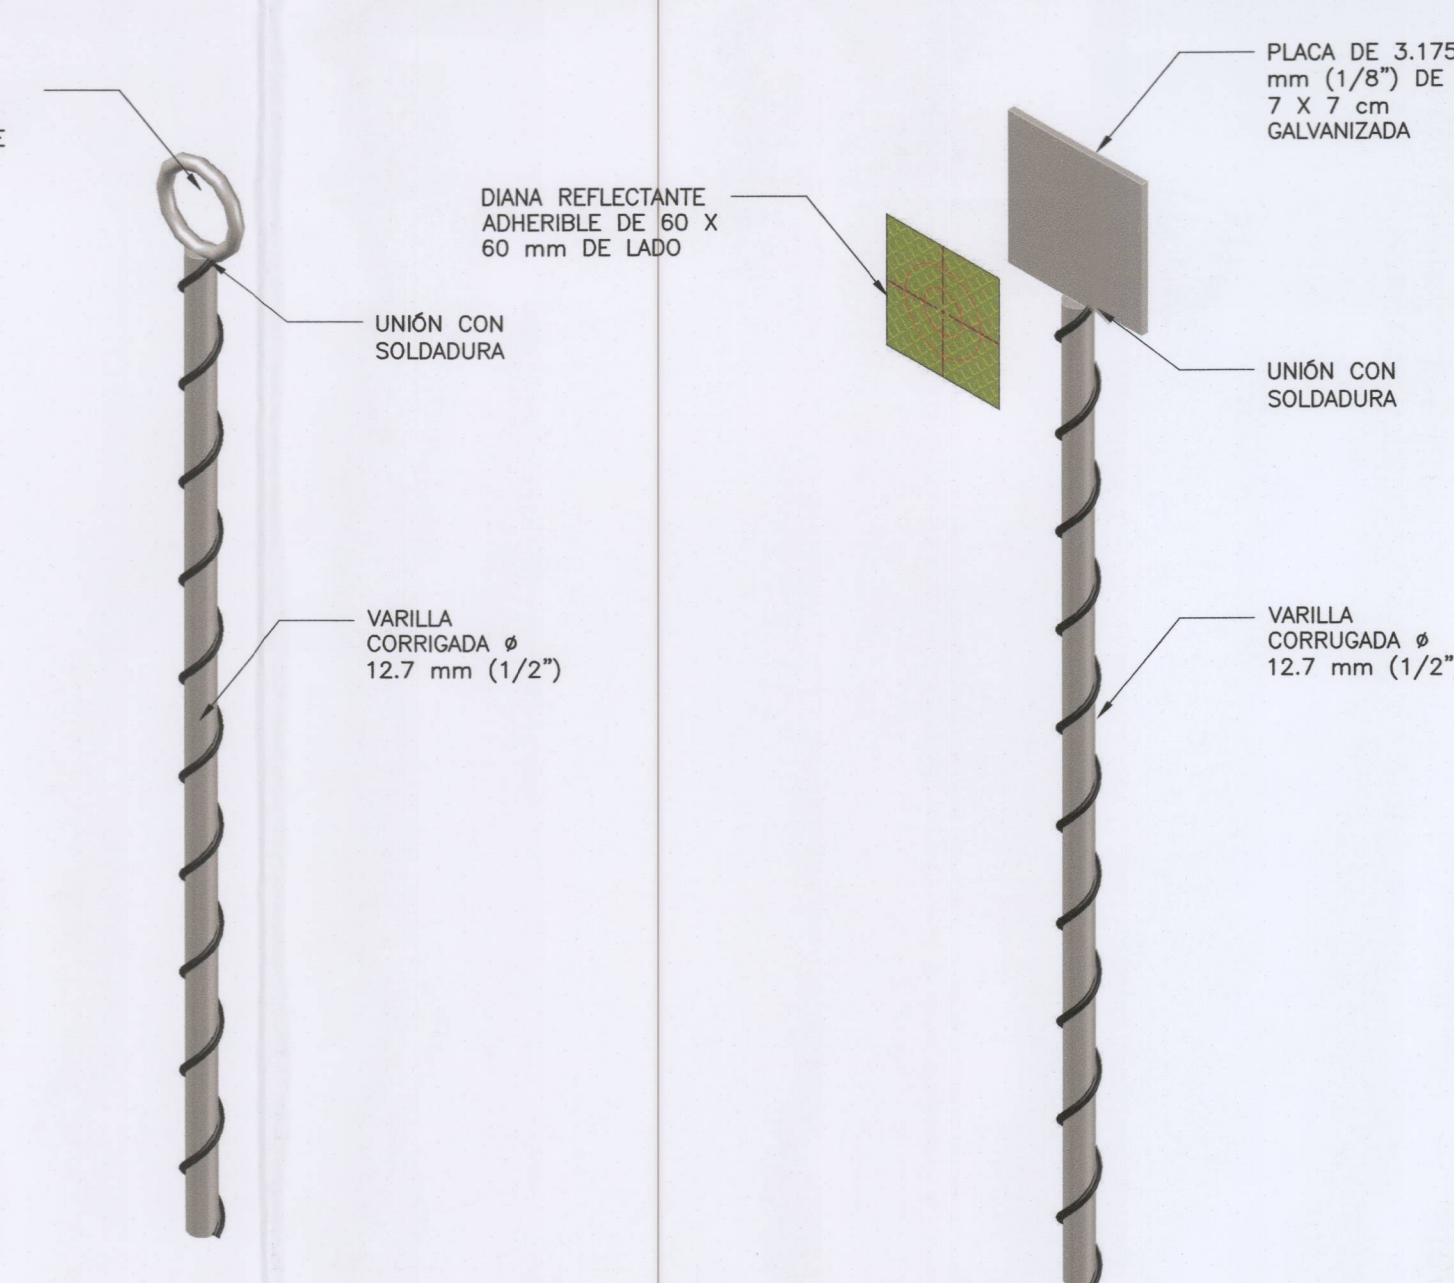 E
UNIÓN CON
SOLDADURA
VARILLA
CORRIGADA ø
12.7 mm (1/2")
DIANA REFLECTANTE
ADHERIBLE DE 60 X
60 mm DE LADO
PLACA DE 3.175
mm (1/8") DE
7 X 7 cm
GALVANIZADA
UNIÓN CON
SOLDADURA
VARILLA
CORRUGADA ø
12.7 mm (1/2"